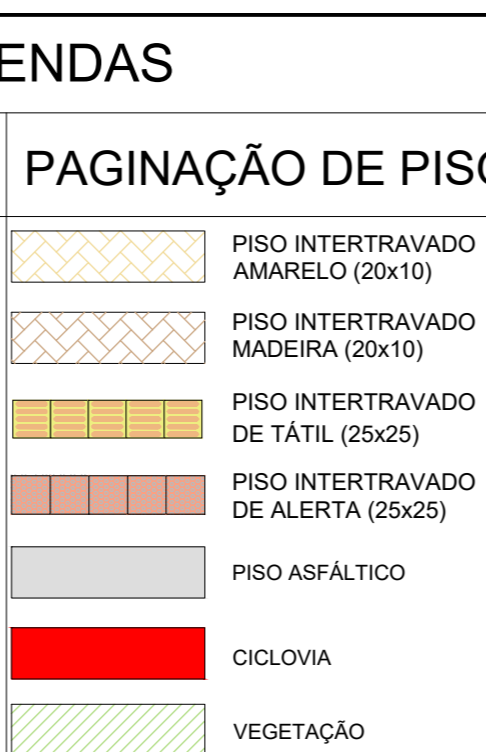 ENDAS
PAGINAÇÃO DE PISO
PISO INTERTRAVADO
AMARELO (20x10)
PISO INTERTRAVADO
MADEIRA (20x10)
PISO INTERTRAVADO
DE TÁTIL (25x25)
PISO INTERTRAVADO
DE ALERTA (25x25)
PISO ASFÁLTICO
CICLOVIA
VEGETAÇÃO